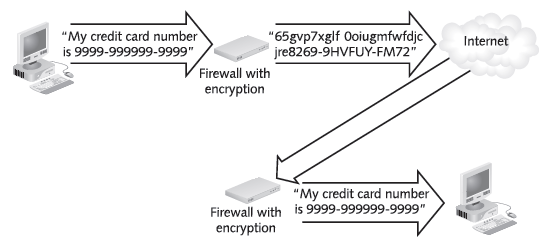 “My credit card number
is 9999-999999-9999”
Firewall with
encryption
“65gvp7xglf 0oiugmfwfdjc
jre8269-9HVFUY-FM72”
Internet
Firewall with
encryption
“My credit card number
is 9999-999999-9999”